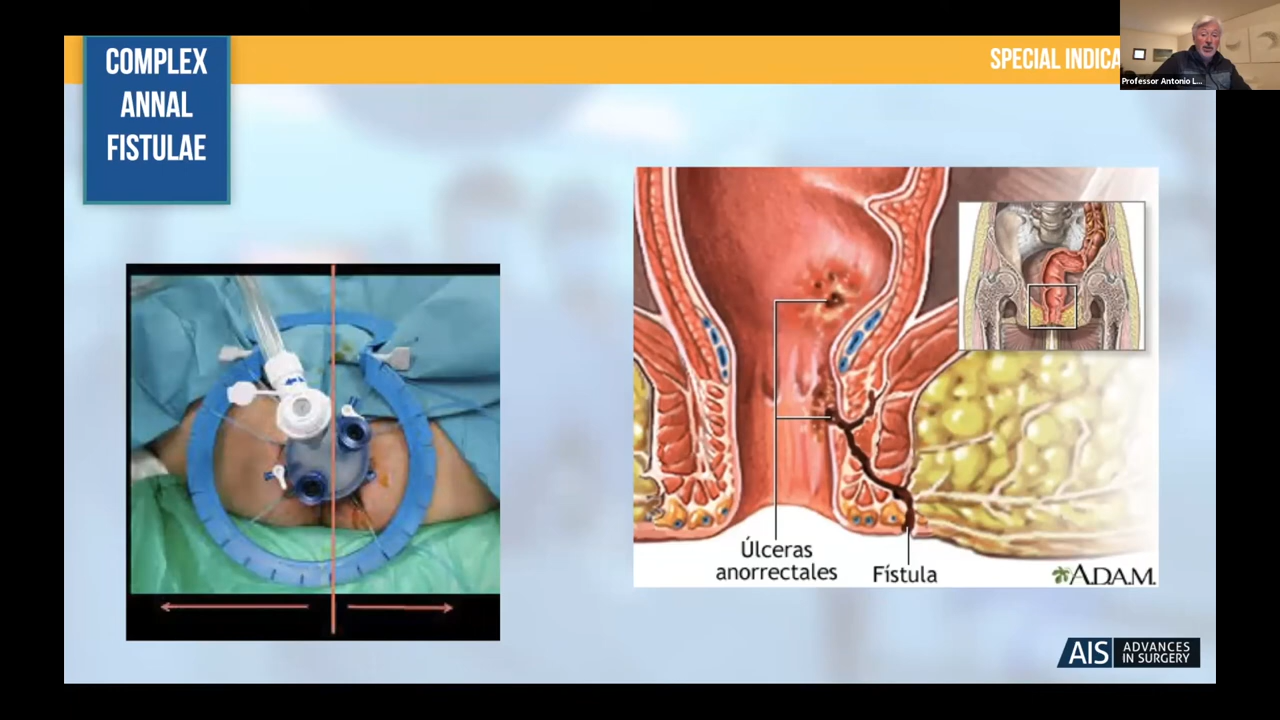 COMPLEX
ANNAL
FISTULAE
SPECIAL INDICA
Professor Antonio L...
Úlceras
anorrectales
Fístula
A.D.A.M.
AIS ADVANCES
IN SURGERY